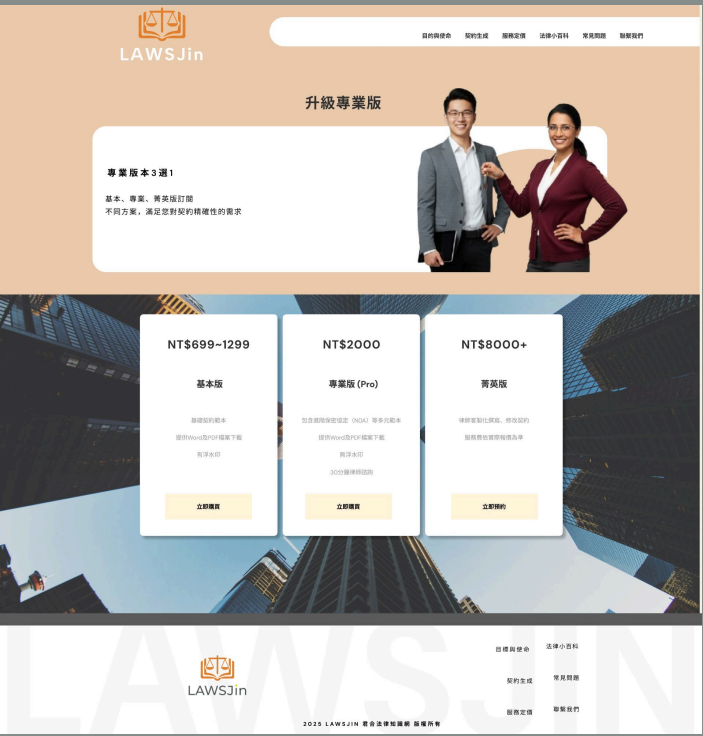 LAWSJin
目的與使命 契約生成 服務定價 法律小百科 常見問題 聯繫我們
升級專業版
專業版本3選1
基本、專業、菁英版訂閱
不同方案，滿足您對契約精確性的需求
NT$699~1299
基本版
基礎契約範本
提供Word及PDF檔案下載
有浮水印
立即購買
NT$2000
專業版 (Pro)
包含進階保密協定（NDA）等多元範本
提供Word及PDF檔案下載
無浮水印
30分鐘律師諮詢
立即購買
NT$8000+
菁英版
律師客製化撰寫、修改契約
服務費依實際報價為準
立即預約
LAWSJIN
LAWSJin
目標與使命 法律小百科
契約生成 常見問題
服務定價 聯繫我們
2025 LAWSJIN 君合法律知識網 版權所有